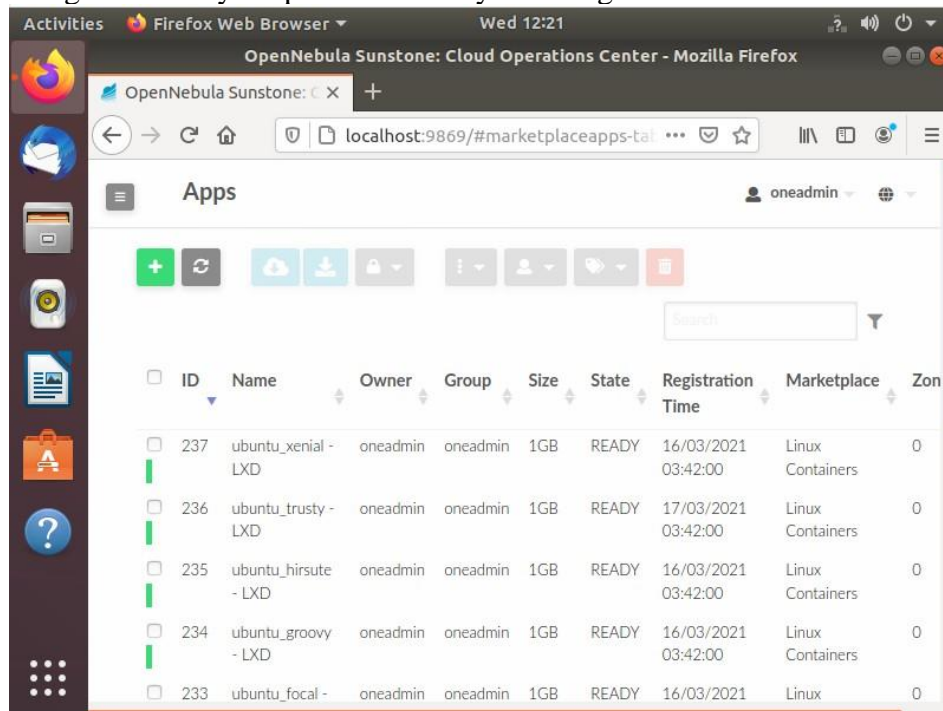 Activities Firefox Web Browser Wed 12:21
OpenNebula Sunstone: Cloud Operations Center - Mozilla Firefox
OpenNebula Sunstone: C
localhost:9869/#marketplaceapps-tab
Apps oneadmin
Search
ID Name Owner Group Size State Registration Marketplace Zon
Time
237 ubuntu_xenial - oneadmin oneadmin 1GB READY 16/03/2021 Linux 0
LXD 03:42:00 Containers
236 ubuntu_trusty - oneadmin oneadmin 1GB READY 17/03/2021 Linux 0
LXD 03:42:00 Containers
235 ubuntu_hirsute oneadmin oneadmin 1GB READY 16/03/2021 Linux 0
- LXD 03:42:00 Containers
234 ubuntu_groovy oneadmin oneadmin 1GB READY 16/03/2021 Linux 0
- LXD 03:42:00 Containers
233 ubuntu_focal - oneadmin oneadmin 1GB READY 16/03/2021 Linux 0